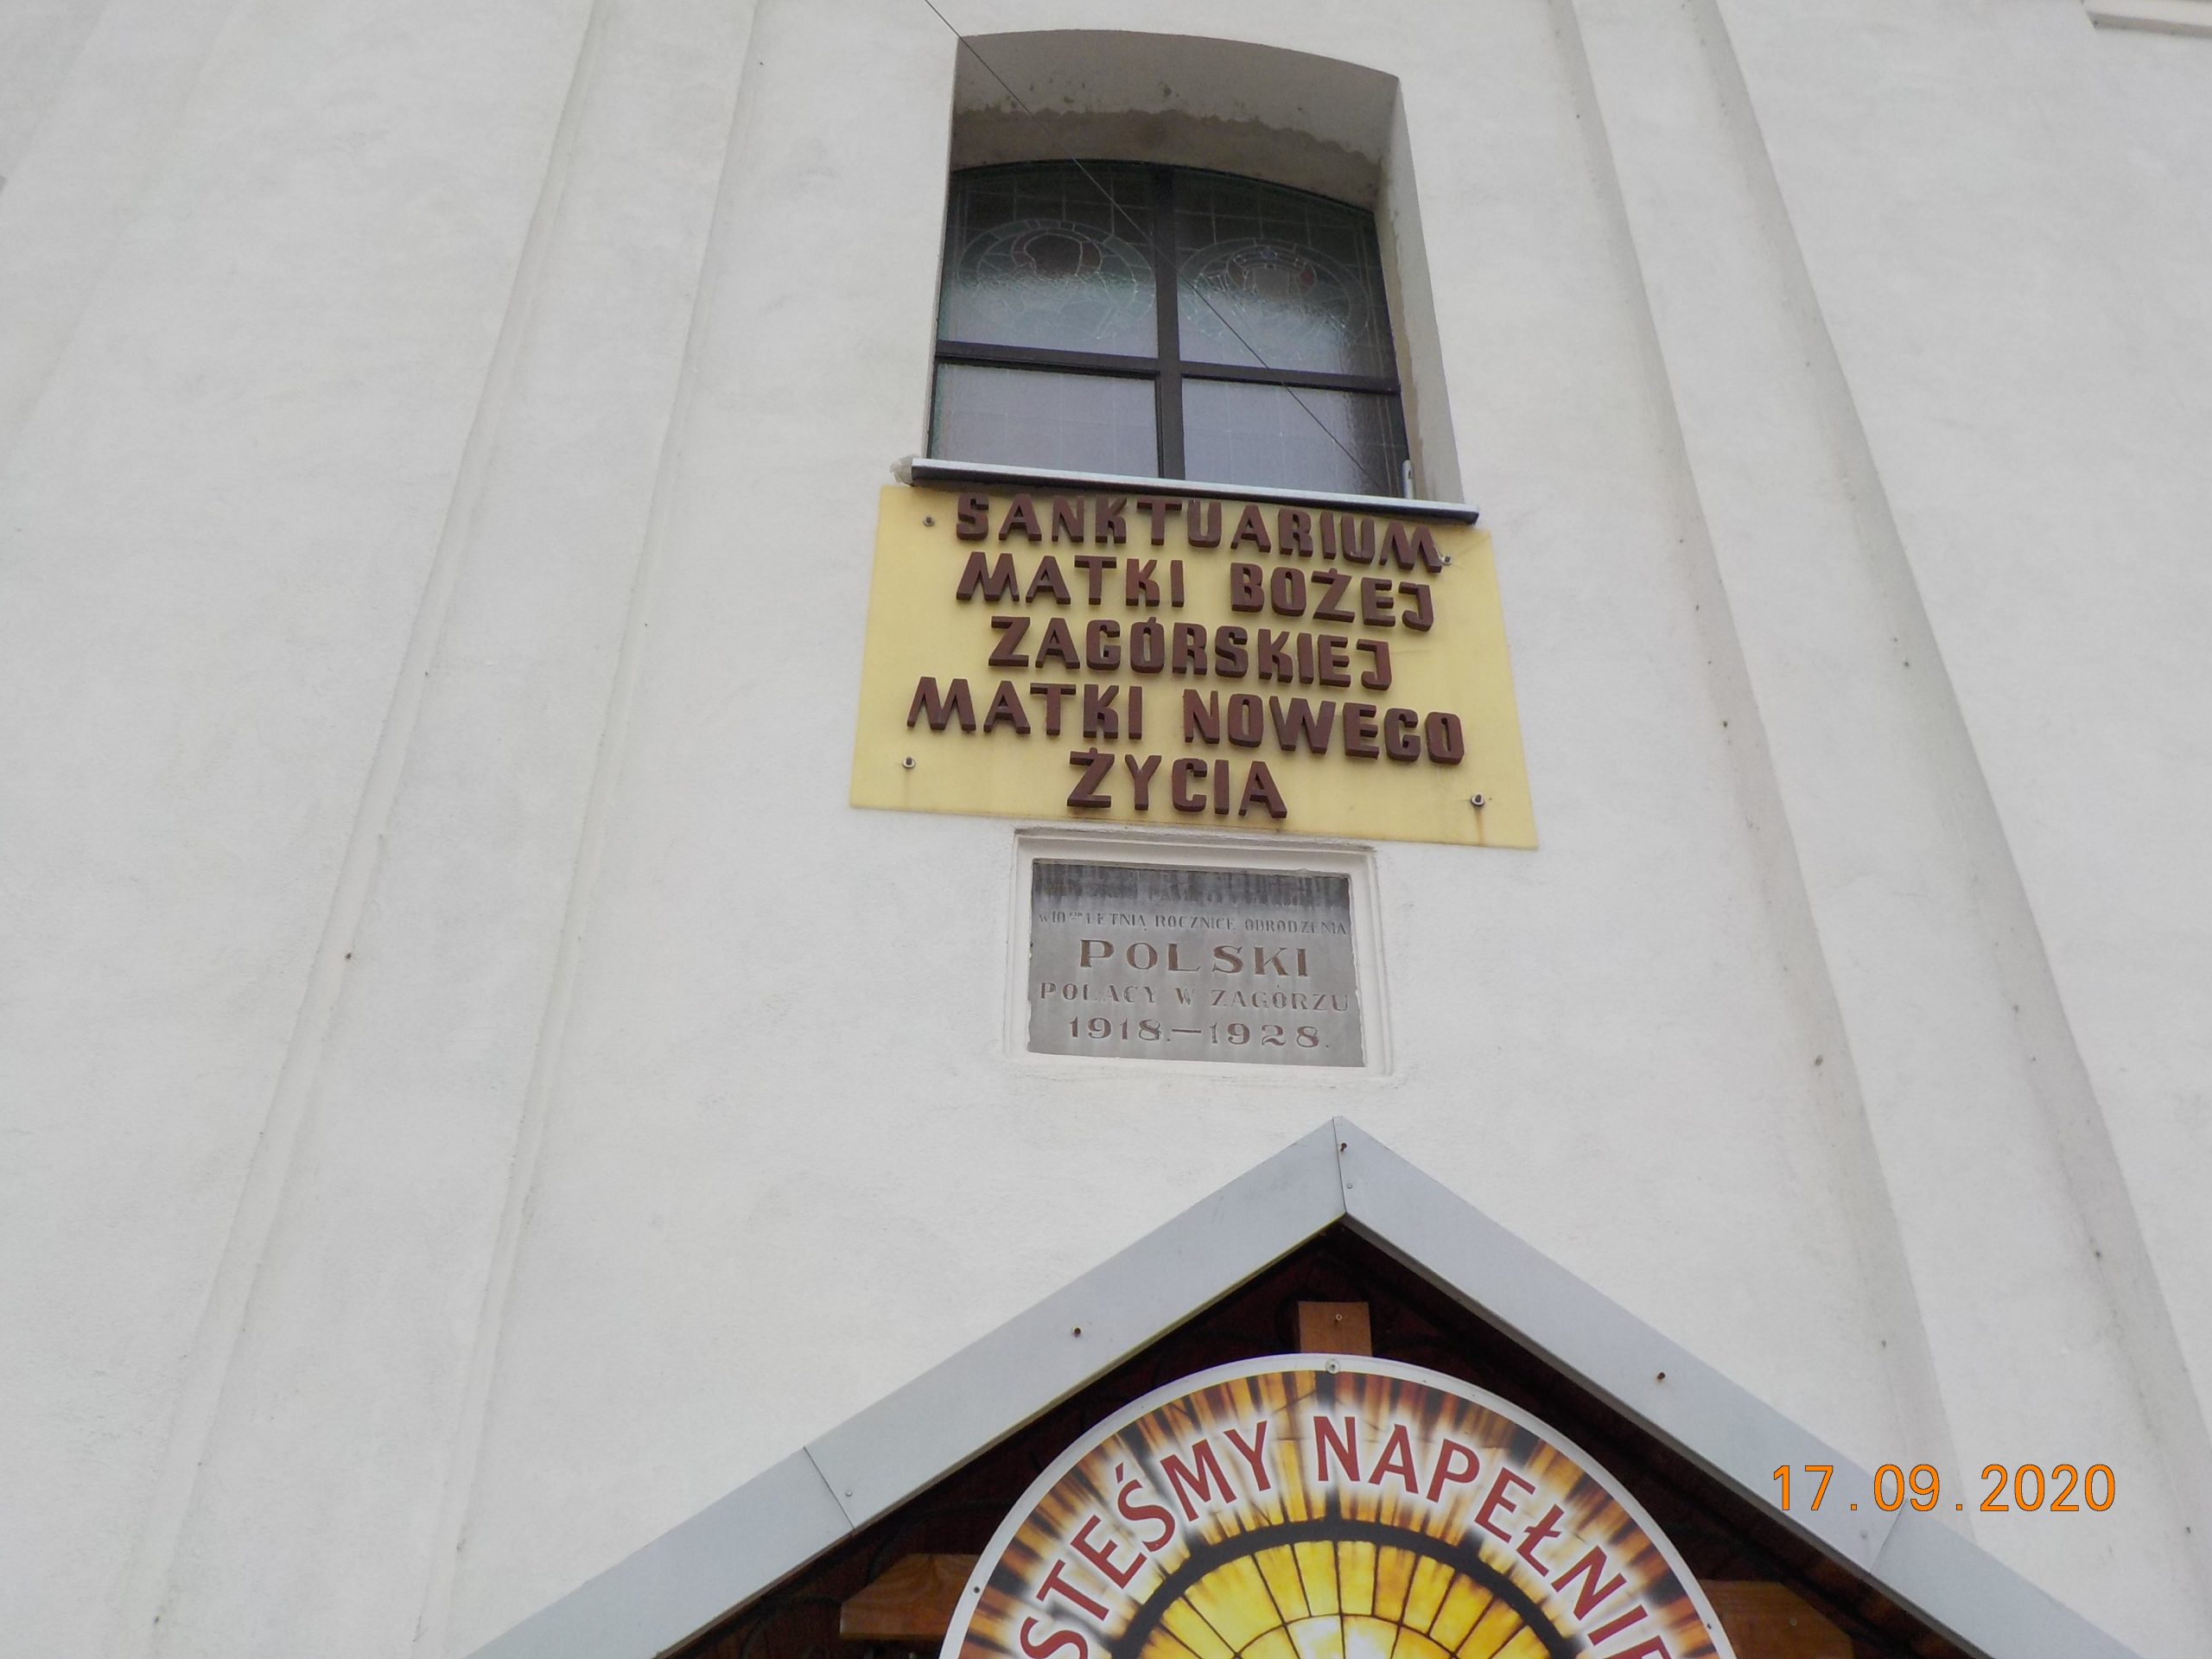 SANKTUARIUM
MATKI BOŻEJ
ZAGÓRSKIEJ
MATKI NOWEGO
ŻYCIA
LETNIĄ ROCZNICĘ ODRODZENIA
POLSKI
POLACY W ZAGÓRZU
1918.—1928.
STEŚMY NAPEŁNIE
17.09.2020